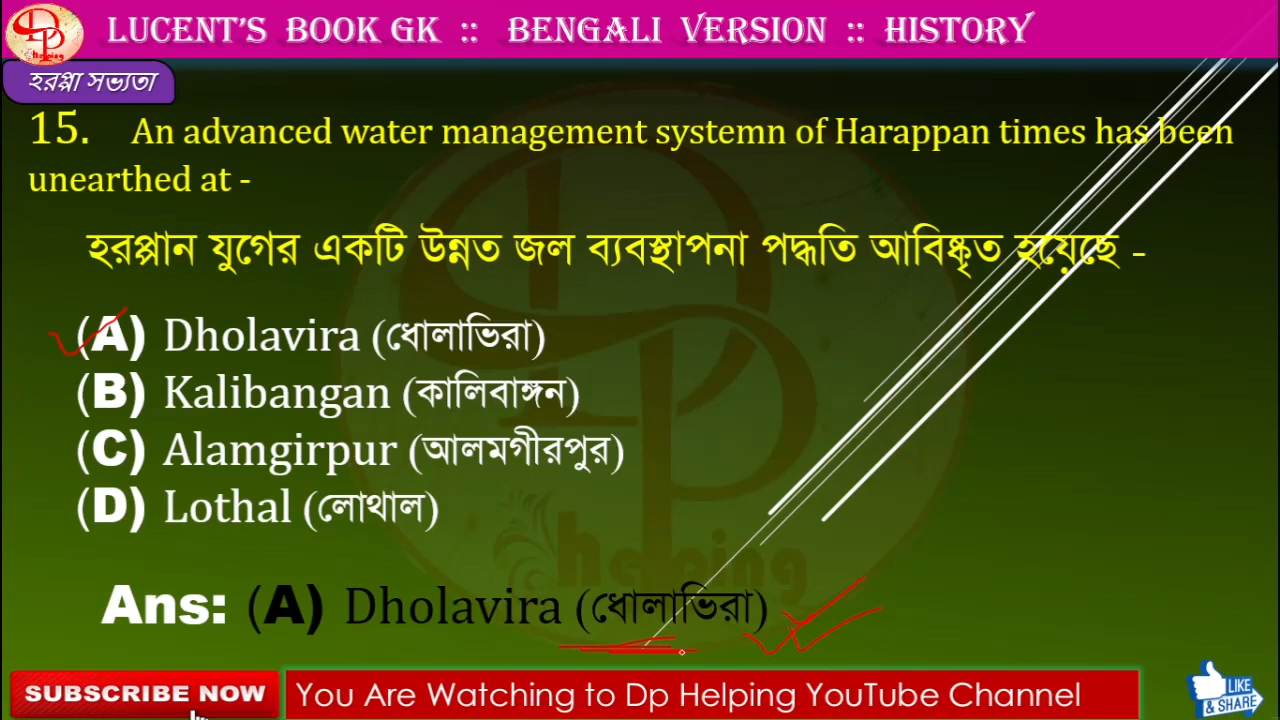 LUCENT'S BOOK GK :: BENGALI VERSION :: HISTORY
হরপ্পা সভ্যতা
15. An advanced water management systemn of Harappan times has been
unearthed at -
হরপ্পান যুগের একটি উন্নত জল ব্যবস্থাপনা পদ্ধতি আবিষ্কৃত হয়েছে -
(A) Dholavira (ধোলাভিরা)
(B) Kalibangan (কালিবাঙ্গন)
(C) Alamgirpur (আলমগীরপুর)
(D) Lothal (লোথাল)
Ans: (A) Dholavira (ধোলাভিরা)
helping
SUBSCRIBE NOW
You Are Watching to Dp Helping YouTube Channel
LIKE
& SHARE